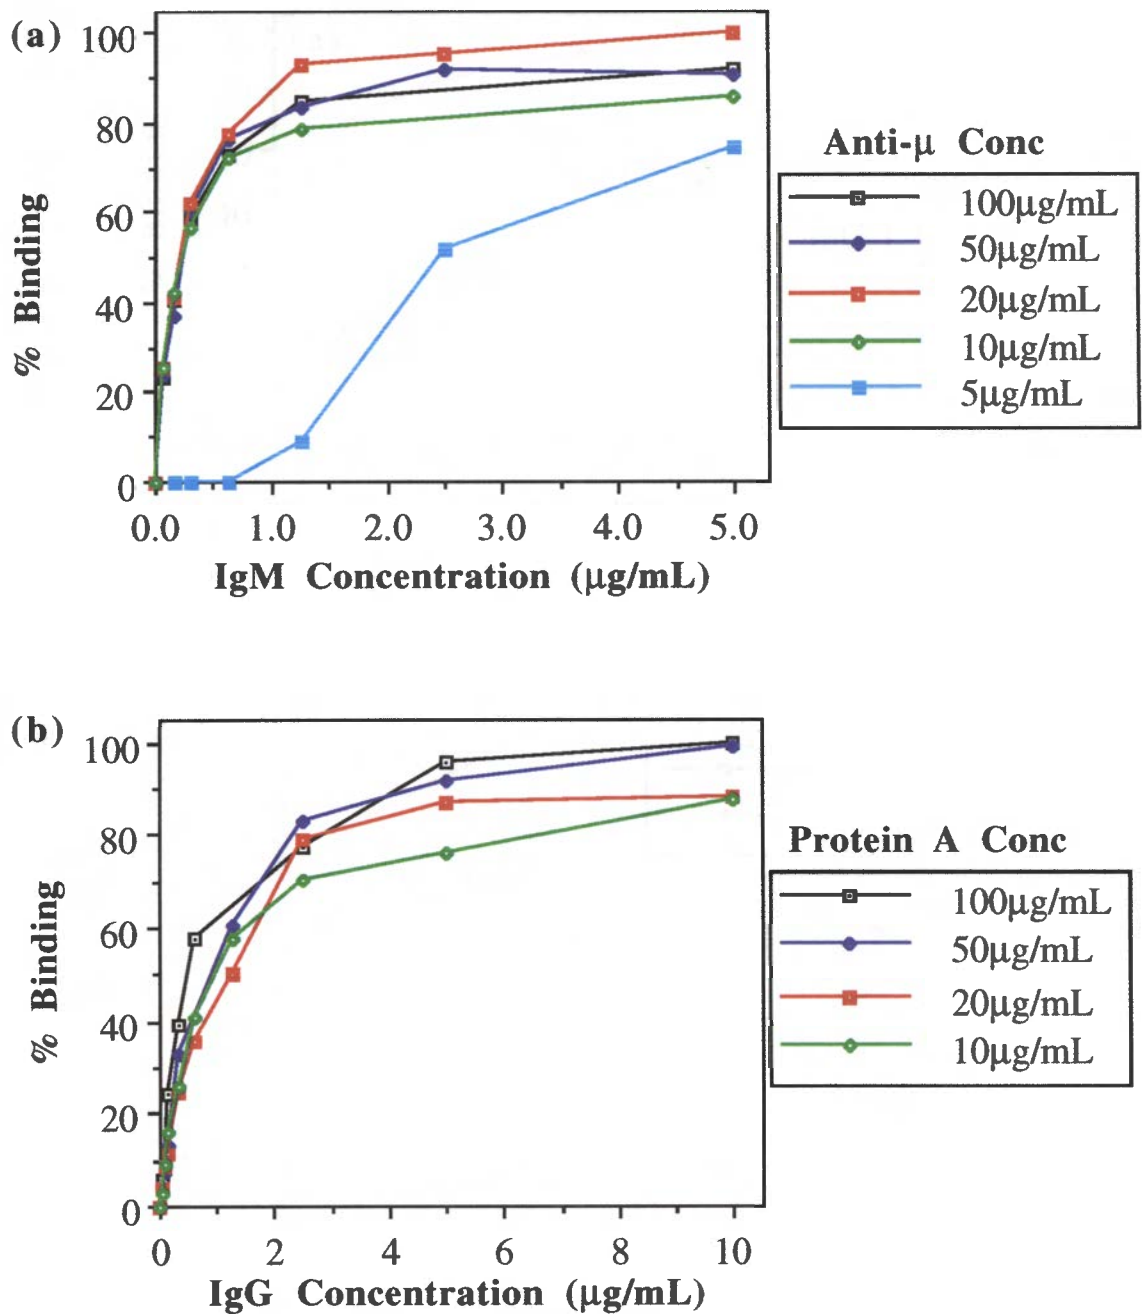 (a)
100
80
60
40
20
0
% Binding
0.0 1.0 2.0 3.0 4.0 5.0
IgM Concentration (µg/mL)
Anti-µ Conc
100µg/mL
50µg/mL
20µg/mL
10µg/mL
5µg/mL
(b)
100
80
60
40
20
0
% Binding
0 2 4 6 8 10
IgG Concentration (µg/mL)
Protein A Conc
100µg/mL
50µg/mL
20µg/mL
10µg/mL